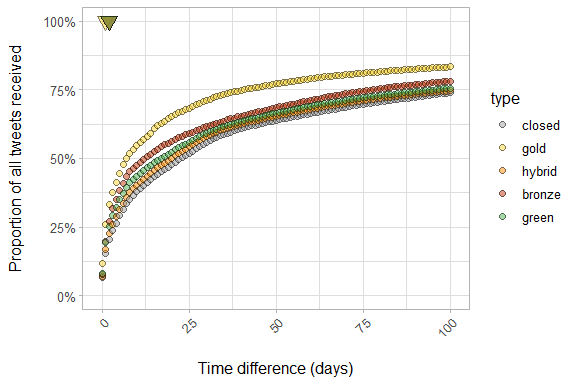 100%
75%
50%
25%
0%
Proportion of all tweets received
0
25
50
75
100
Time difference (days)
type
closed
gold
hybrid
bronze
green